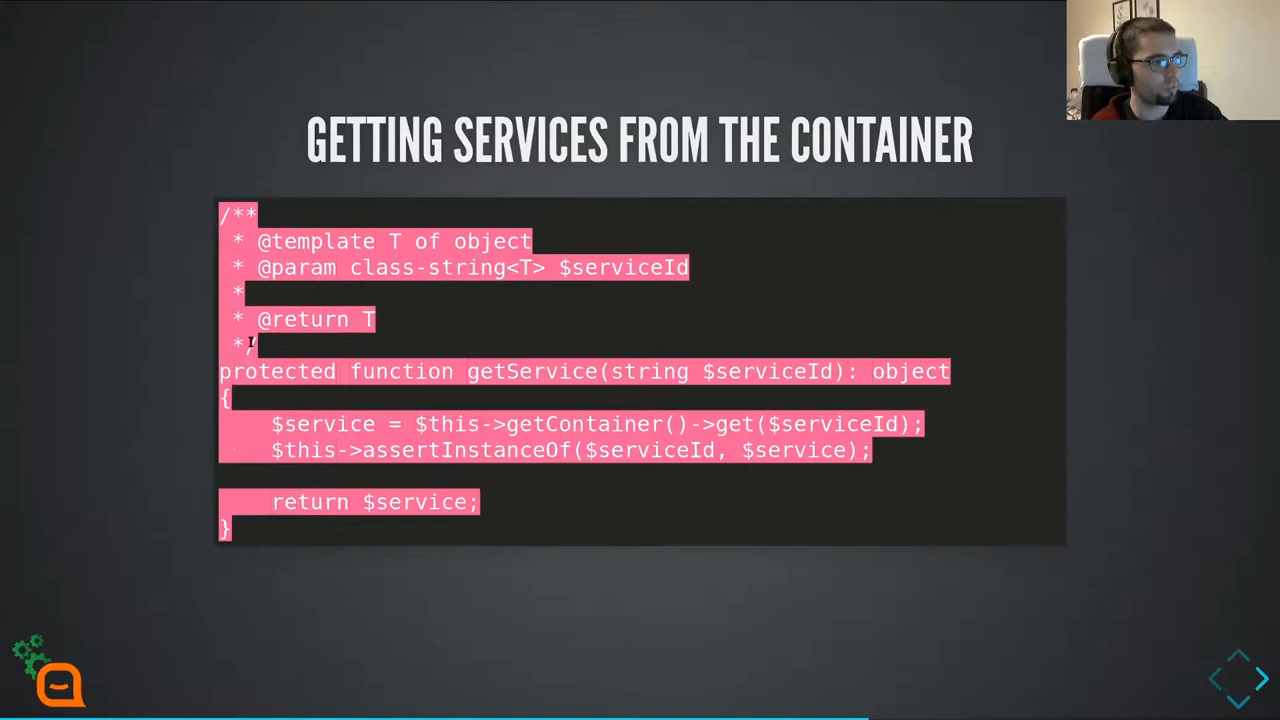 GETTING SERVICES FROM THE CONTAINER
/**
 * @template T of object
 * @param class-string<T> $serviceId
 *
 * @return T
 */
protected function getService(string $serviceId): object
{
    $service = $this->getContainer()->get($serviceId);
    $this->assertInstanceOf($serviceId, $service);
    return $service;
}